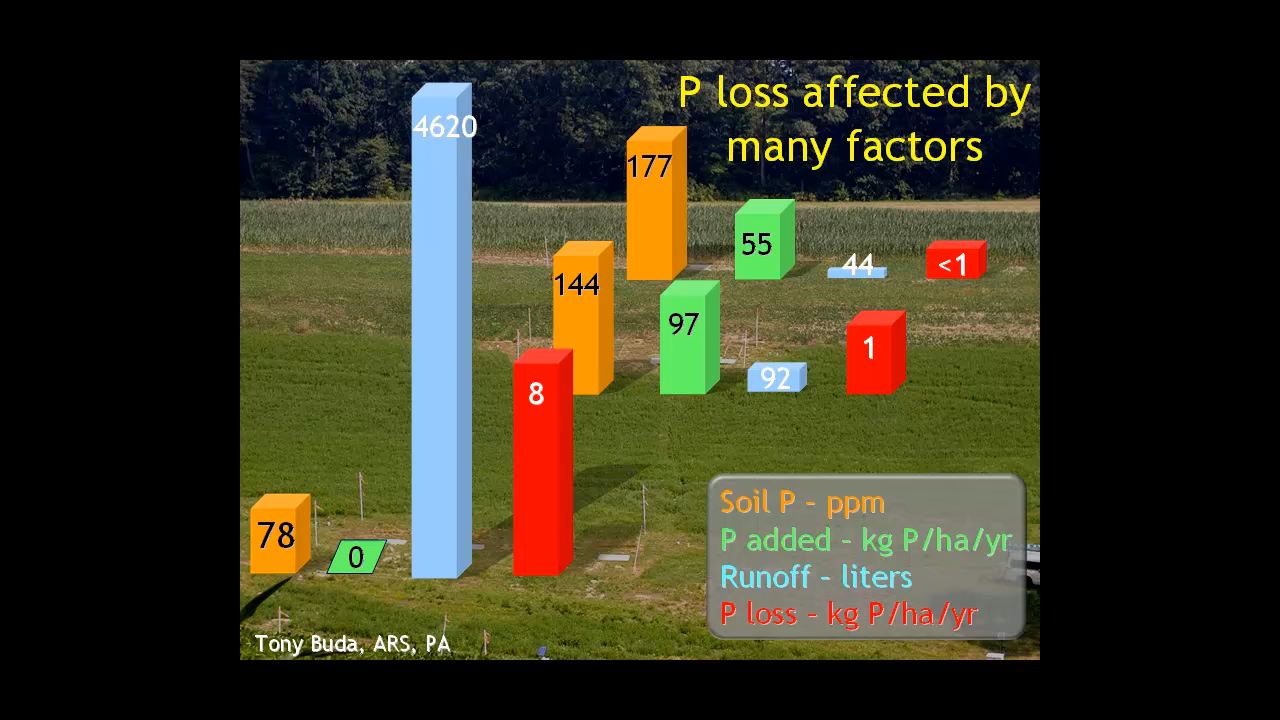 P loss affected by
many factors
4620
177
55
44
<1
144
97
92
1
8
78
0
Soil P - ppm
P added - kg P/ha/yr
Runoff - liters
P loss - kg P/ha/yr
Tony Buda, ARS, PA